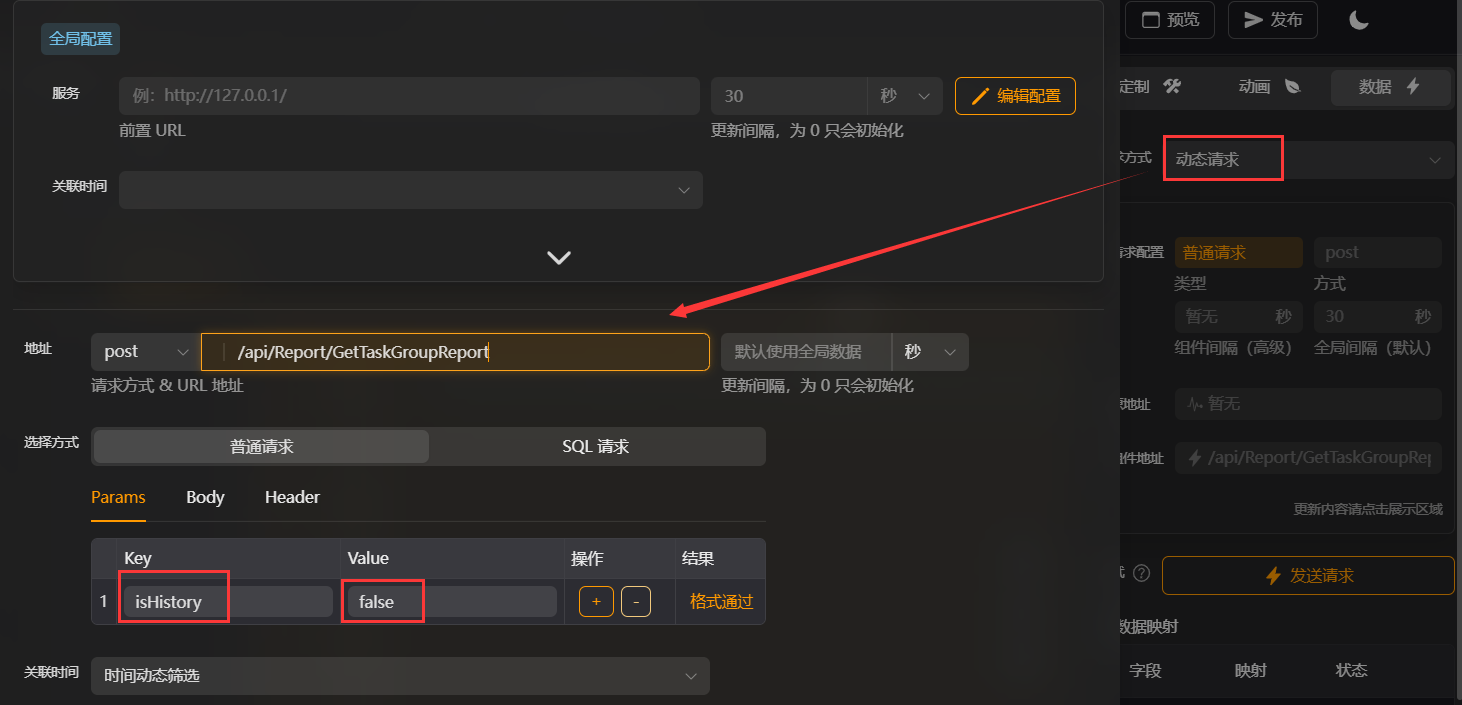 全局配置
服务
例：http://127.0.0.1/
30
秒
编辑配置
前置 URL
更新间隔，为 0 只会初始化
关联时间
地址
post
/api/Report/GetTaskGroupReport
默认使用全局数据
秒
请求方式 & URL 地址
更新间隔，为 0 只会初始化
选择方式
普通请求
SQL 请求
Params
Body
Header
Key
Value
操作
结果
1
isHistory
false
+
-
格式通过
关联时间
时间动态筛选
预览
发布
定制
动画
数据
方式
动态请求
求配置
普通请求
post
类型
方式
暂无
秒
30
秒
组件间隔（高级）
全局间隔（默认）
地址
暂无
件地址
/api/Report/GetTaskGroupRep
更新内容请点击展示区域
发送请求
数据映射
字段
映射
状态